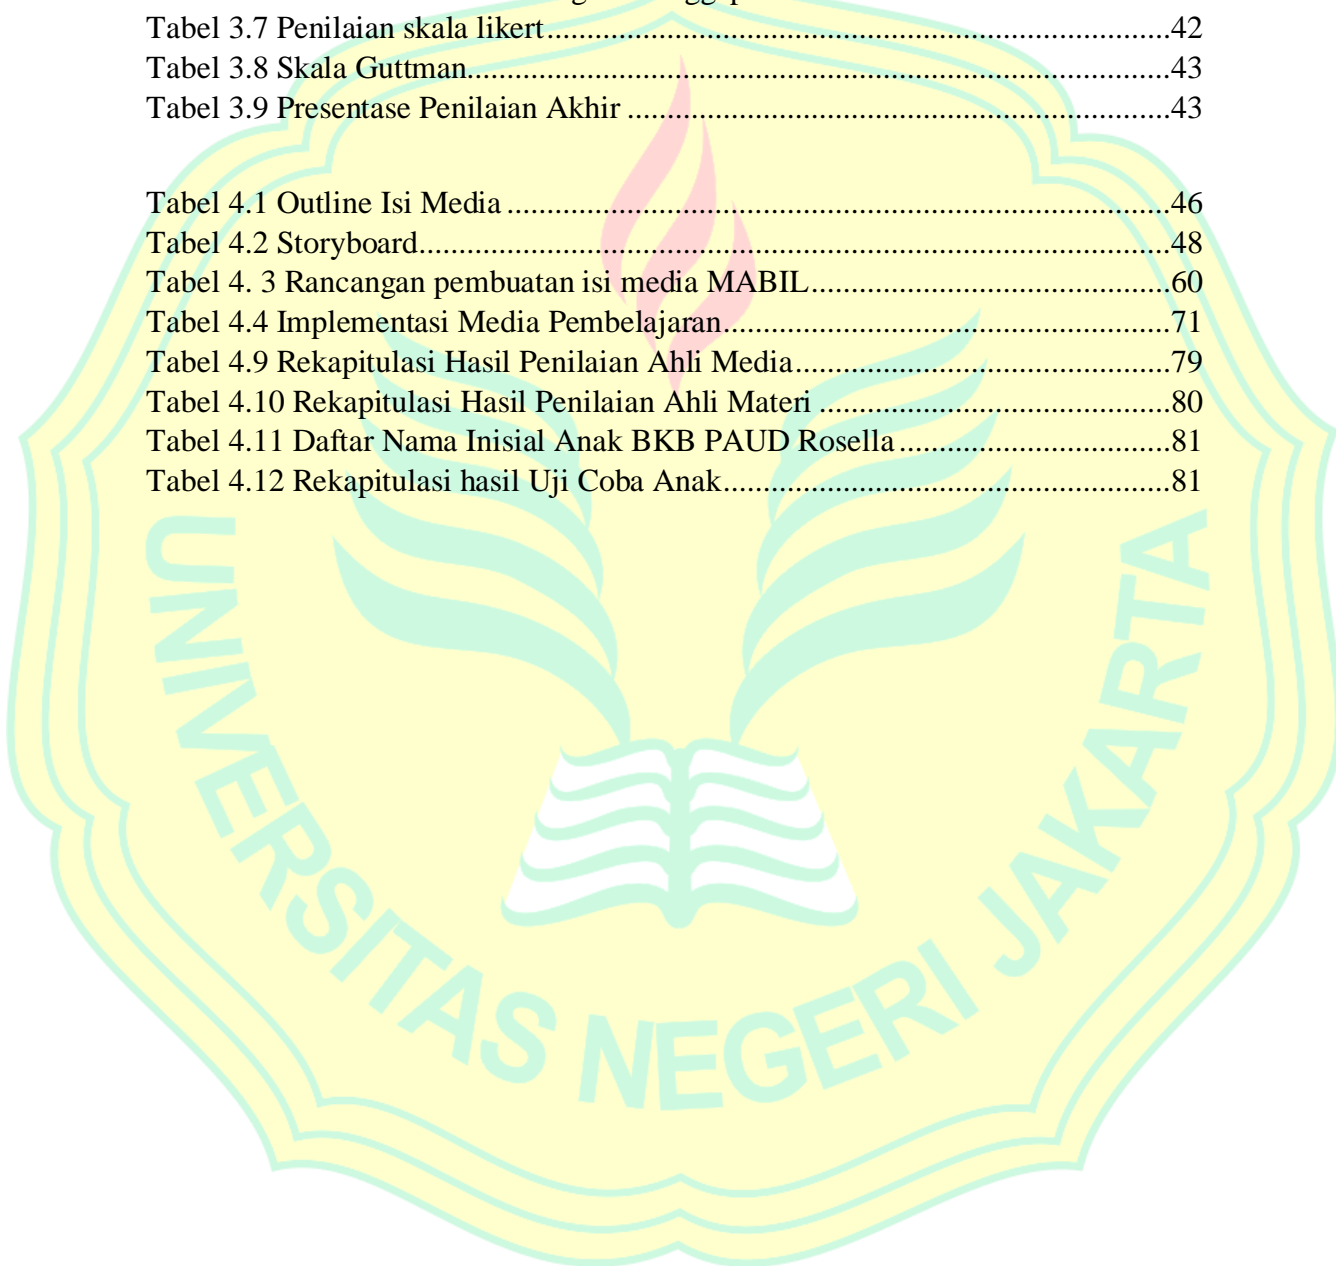 Tabel 3.7 Penilaian skala likert....................42
Tabel 3.8 Skala Guttman....................43
Tabel 3.9 Presentase Penilaian Akhir ....................43
Tabel 4.1 Outline Isi Media ....................46
Tabel 4.2 Storyboard....................48
Tabel 4. 3 Rancangan pembuatan isi media MABIL....................60
Tabel 4.4 Implementasi Media Pembelajaran....................71
Tabel 4.9 Rekapitulasi Hasil Penilaian Ahli Media....................79
Tabel 4.10 Rekapitulasi Hasil Penilaian Ahli Materi ....................80
Tabel 4.11 Daftar Nama Inisial Anak BKB PAUD Rosella ....................81
Tabel 4.12 Rekapitulasi hasil Uji Coba Anak....................81
UNIVERSITAS NEGERI JAKARTA